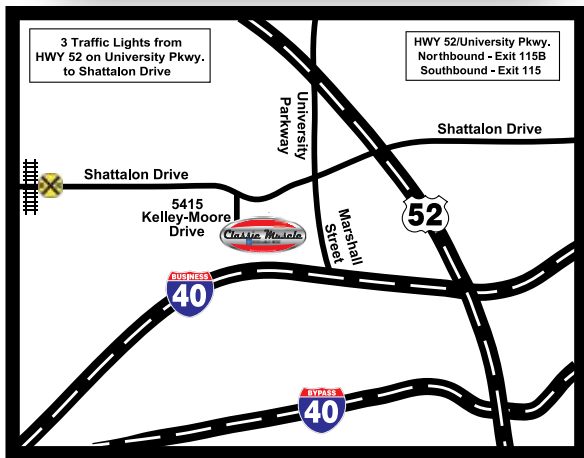 3 Traffic Lights from
HWY 52 on University Pkwy.
to Shattalon Drive
HWY 52/University Pkwy.
Northbound - Exit 115B
Southbound - Exit 115
University
Parkway
Shattalon Drive
Shattalon Drive
5415
Kelley-Moore
Drive
Classic Muscle
Marshall
Street
52
BUSINESS
40
BYPASS
40